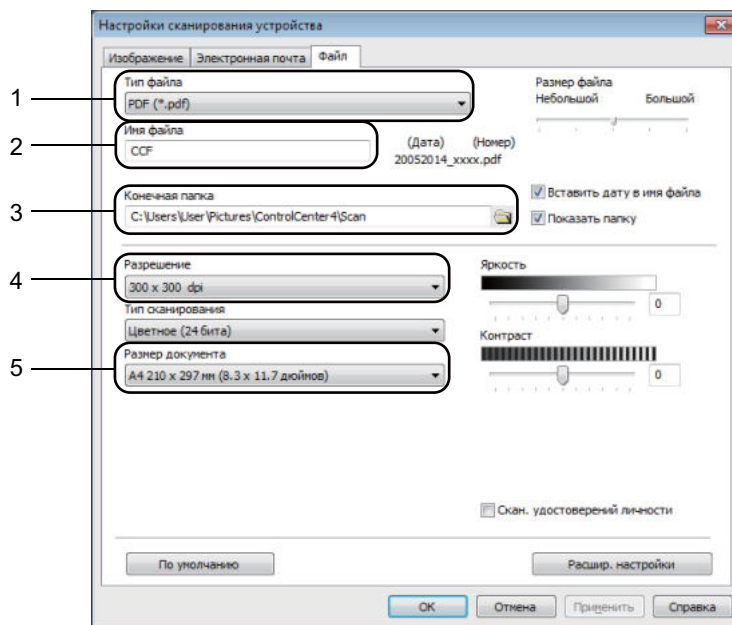 Настройки сканирования устройства
Изображение Электронная почта Файл
1
Тип файла
PDF (*.pdf)
Размер файла
Небольшой Большой
2
Имя файла
CCF
(Дата) (Номер)
20052014_xxxx.pdf
3
Конечная папка
C:\Users\User\Pictures\ControlCenter4\Scan
Вставить дату в имя файла
Показать папку
4
Разрешение
300 x 300 dpi
Тип сканирования
Цветное (24 бита)
5
Размер документа
A4 210 x 297 мм (8.3 x 11.7 дюймов)
Яркость
0
Контраст
0
Скан. удостоверений личности
По умолчанию
Расшир. настройки
OK Отмена Применить Справка